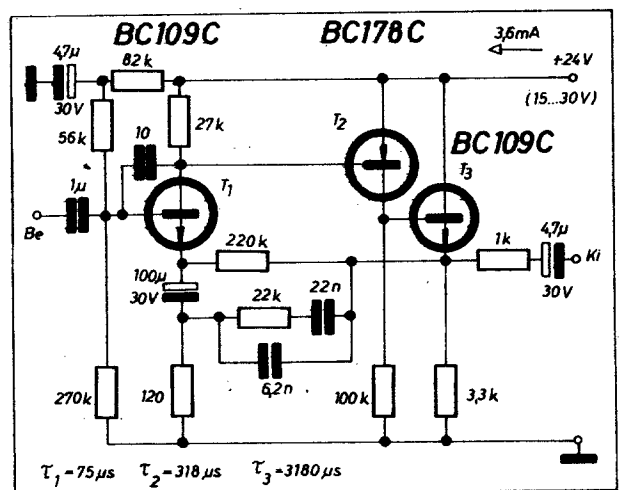 BC109C BC178C 3,6mA
4,7µ 82k +24V
30V (15...30V)
56k 10 27k T2 BC109C
1µ T1 T3
Be 220k 1k 4,7µ Ki
100µ 30V
30V 22k 22n
6,2n
270k 120 100k 3,3k
τ1=75µs τ2=318µs τ3=3180µs